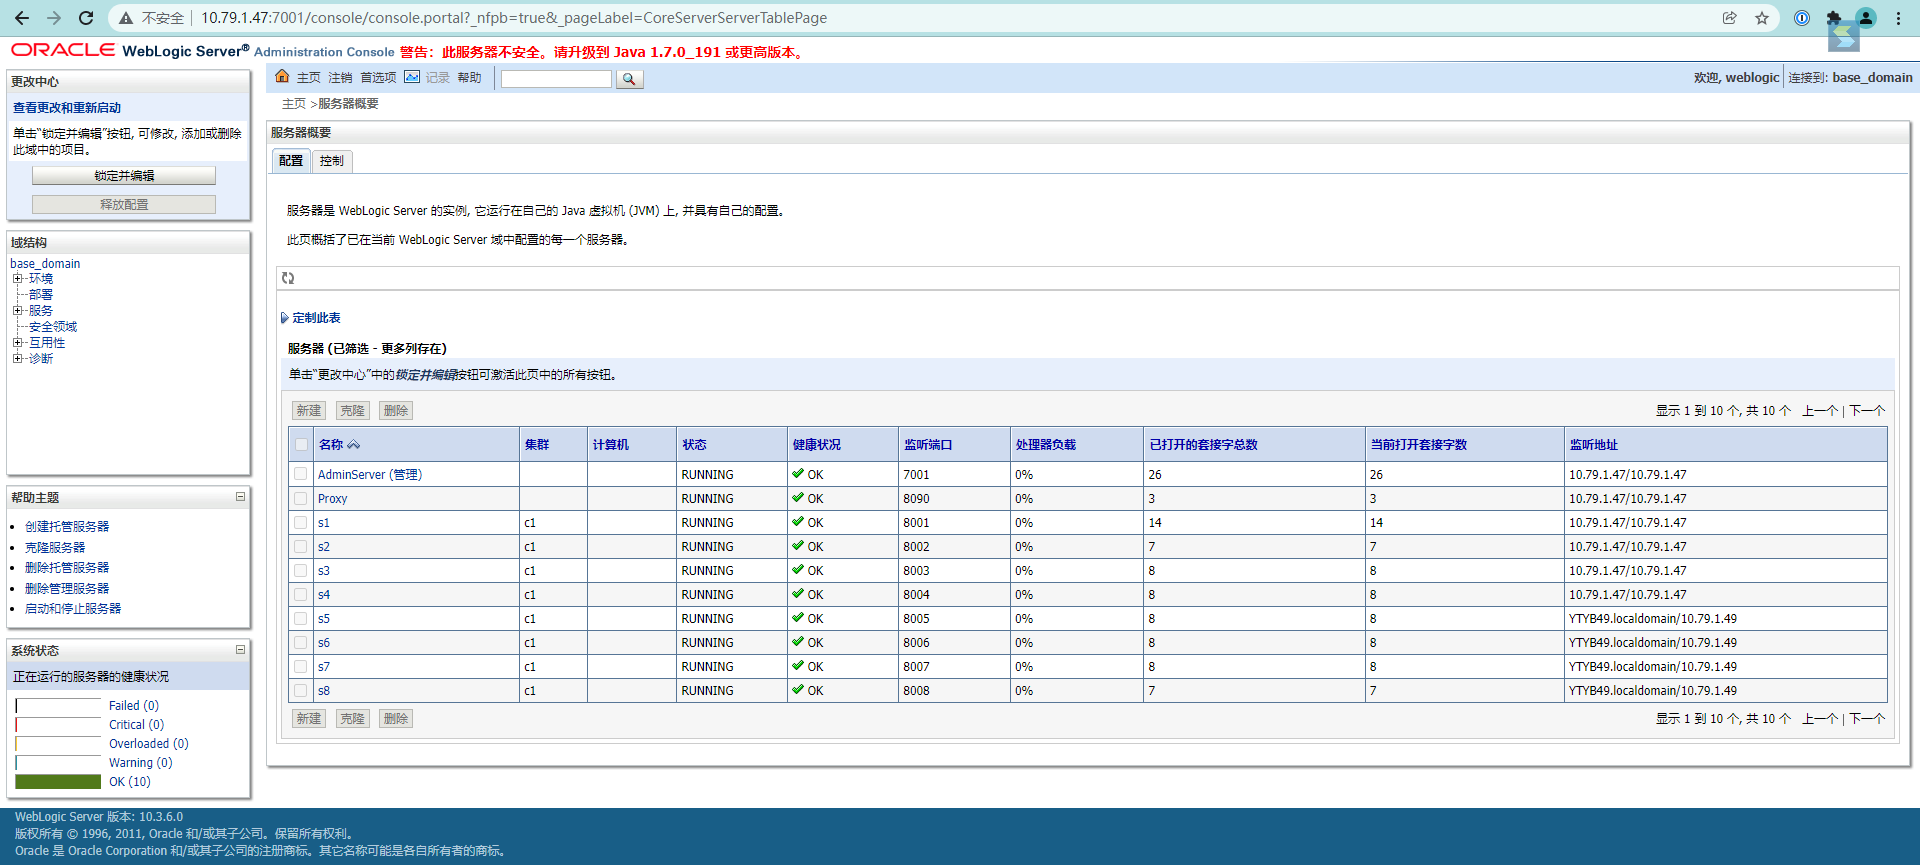 不安全 10.79.1.47:7001/console/console.portal?_nfpb=true&_pageLabel=CoreServerServerTablePage
ORACLE WebLogic Server® Administration Console 警告: 此服务器不安全。请升级到 Java 1.7.0_191 或更高版本。
更改中心
查看更改和重新启动
单击“锁定并编辑”按钮, 可修改, 添加或删除
此域中的项目。
锁定并编辑
释放配置
域结构
base_domain
环境
部署
服务
安全领域
互用性
诊断
帮助主题
创建托管服务器
克隆服务器
删除托管服务器
删除管理服务器
启动和停止服务器
系统状态
正在运行的服务器的健康状况
Failed (0)
Critical (0)
Overloaded (0)
Warning (0)
OK (10)
主页 注销 首选项 记录 帮助
欢迎, weblogic 连接到: base_domain
主页 >服务器概要
服务器概要
配置 控制
服务器是 WebLogic Server 的实例, 它运行在自己的 Java 虚拟机 (JVM) 上, 并具有自己的配置。
此页概括了已在当前 WebLogic Server 域中配置的每一个服务器。
定制此表
服务器 (已筛选 - 更多列存在)
单击“更改中心”中的锁定并编辑按钮可激活此页中的所有按钮。
新建 克隆 删除 显示 1 到 10 个, 共 10 个 上一个 | 下一个
名称 集群 计算机 状态 健康状况 监听端口 处理器负载 已打开的套接字总数 当前打开套接字数 监听地址
AdminServer (管理) RUNNING OK 7001 0% 26 26 10.79.1.47/10.79.1.47
Proxy RUNNING OK 8090 0% 3 3 10.79.1.47/10.79.1.47
s1 c1 RUNNING OK 8001 0% 14 14 10.79.1.47/10.79.1.47
s2 c1 RUNNING OK 8002 0% 7 7 10.79.1.47/10.79.1.47
s3 c1 RUNNING OK 8003 0% 8 8 10.79.1.47/10.79.1.47
s4 c1 RUNNING OK 8004 0% 8 8 10.79.1.47/10.79.1.47
s5 c1 RUNNING OK 8005 0% 8 8 YTYB49.localdomain/10.79.1.49
s6 c1 RUNNING OK 8006 0% 8 8 YTYB49.localdomain/10.79.1.49
s7 c1 RUNNING OK 8007 0% 8 8 YTYB49.localdomain/10.79.1.49
s8 c1 RUNNING OK 8008 0% 7 7 YTYB49.localdomain/10.79.1.49
新建 克隆 删除 显示 1 到 10 个, 共 10 个 上一个 | 下一个
WebLogic Server 版本: 10.3.6.0
版权所有 © 1996, 2011, Oracle 和/或其子公司。保留所有权利。
Oracle 是 Oracle Corporation 和/或其子公司的注册商标。其它名称可能是各自所有者的商标。